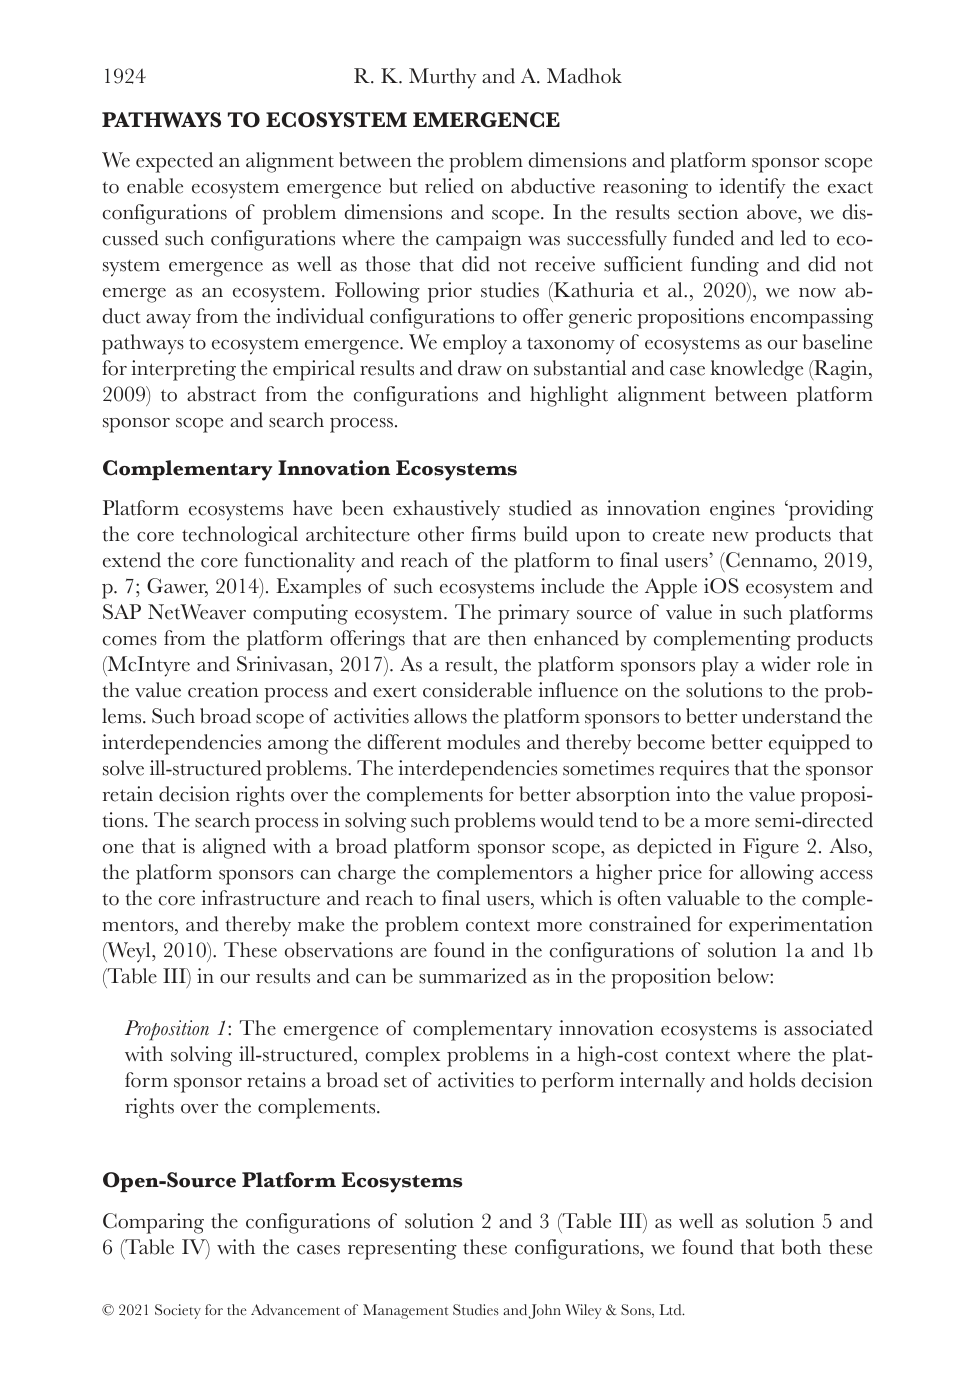 1924
R. K. Murthy and A. Madhok
PATHWAYS TO ECOSYSTEM EMERGENCE
We expected an alignment between the problem dimensions and platform sponsor scope
to enable ecosystem emergence but relied on abductive reasoning to identify the exact
configurations of problem dimensions and scope. In the results section above, we dis-
cussed such configurations where the campaign was successfully funded and led to eco-
system emergence as well as those that did not receive sufficient funding and did not
emerge as an ecosystem. Following prior studies (Kathuria et al., 2020), we now ab-
duct away from the individual configurations to offer generic propositions encompassing
pathways to ecosystem emergence. We employ a taxonomy of ecosystems as our baseline
for interpreting the empirical results and draw on substantial and case knowledge (Ragin,
2009) to abstract from the configurations and highlight alignment between platform
sponsor scope and search process.
Complementary Innovation Ecosystems
Platform ecosystems have been exhaustively studied as innovation engines ‘providing
the core technological architecture other firms build upon to create new products that
extend the core functionality and reach of the platform to final users’ (Cennamo, 2019,
p. 7; Gawer, 2014). Examples of such ecosystems include the Apple iOS ecosystem and
SAP NetWeaver computing ecosystem. The primary source of value in such platforms
comes from the platform offerings that are then enhanced by complementing products
(McIntyre and Srinivasan, 2017). As a result, the platform sponsors play a wider role in
the value creation process and exert considerable influence on the solutions to the prob-
lems. Such broad scope of activities allows the platform sponsors to better understand the
interdependencies among the different modules and thereby become better equipped to
solve ill-structured problems. The interdependencies sometimes requires that the sponsor
retain decision rights over the complements for better absorption into the value proposi-
tions. The search process in solving such problems would tend to be a more semi-directed
one that is aligned with a broad platform sponsor scope, as depicted in Figure 2. Also,
the platform sponsors can charge the complementors a higher price for allowing access
to the core infrastructure and reach to final users, which is often valuable to the comple-
mentors, and thereby make the problem context more constrained for experimentation
(Weyl, 2010). These observations are found in the configurations of solution 1a and 1b
(Table III) in our results and can be summarized as in the proposition below:
Proposition 1: The emergence of complementary innovation ecosystems is associated
with solving ill-structured, complex problems in a high-cost context where the plat-
form sponsor retains a broad set of activities to perform internally and holds decision
rights over the complements.
Open-Source Platform Ecosystems
Comparing the configurations of solution 2 and 3 (Table III) as well as solution 5 and
6 (Table IV) with the cases representing these configurations, we found that both these
© 2021 Society for the Advancement of Management Studies and John Wiley & Sons, Ltd.